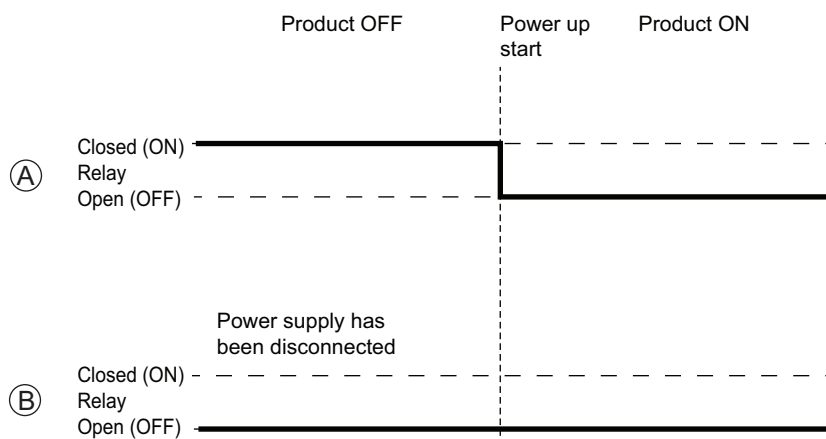 Product OFF
Power up
start
Product ON
A
Closed (ON)
Relay
Open (OFF)
Power supply has
been disconnected
B
Closed (ON)
Relay
Open (OFF)